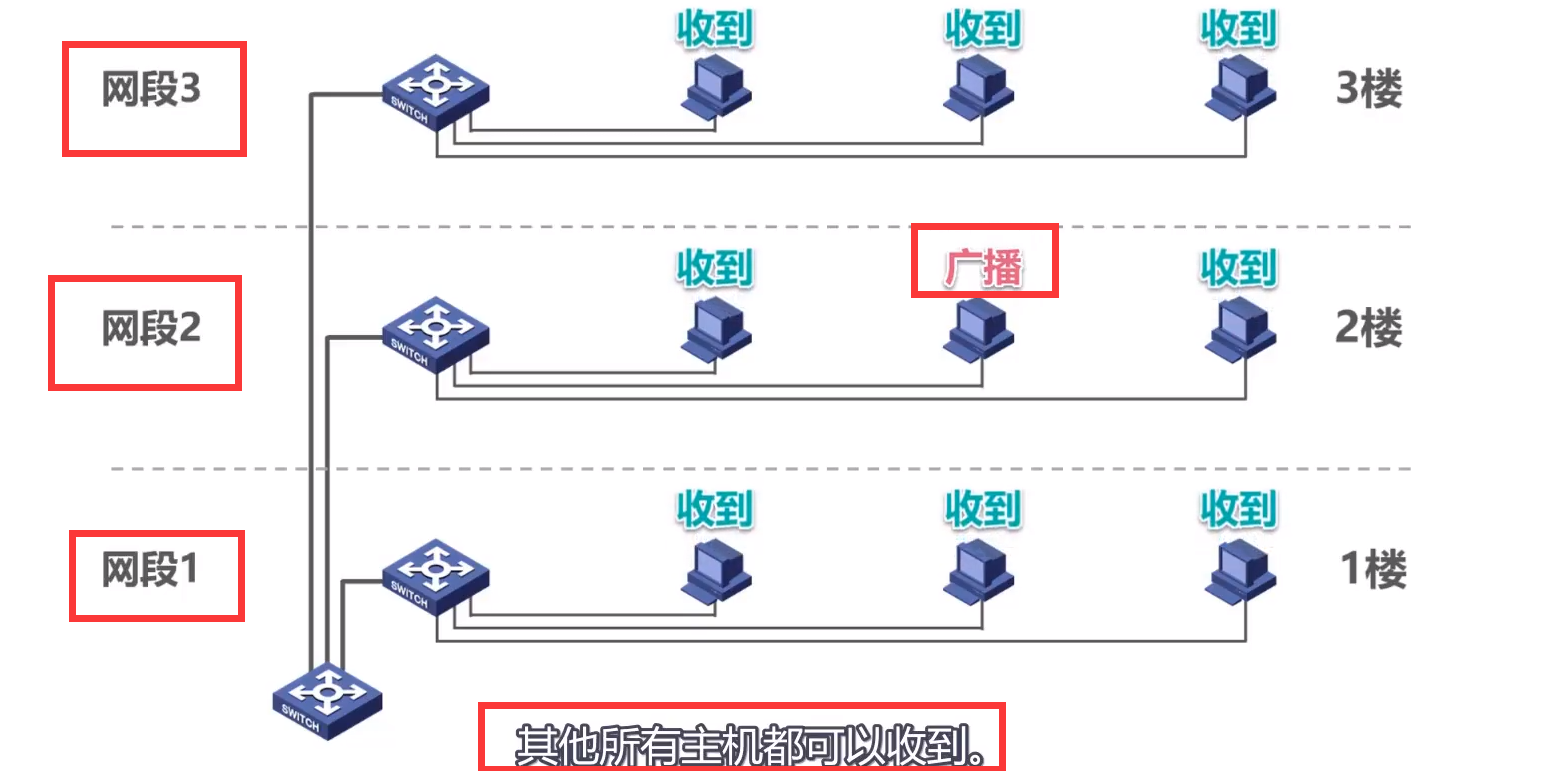 收到 收到 收到
网段3 SWITCH 3楼
收到 广播 收到
网段2 SWITCH 2楼
收到 收到 收到
网段1 SWITCH 1楼
SWITCH
其他所有主机都可以收到。